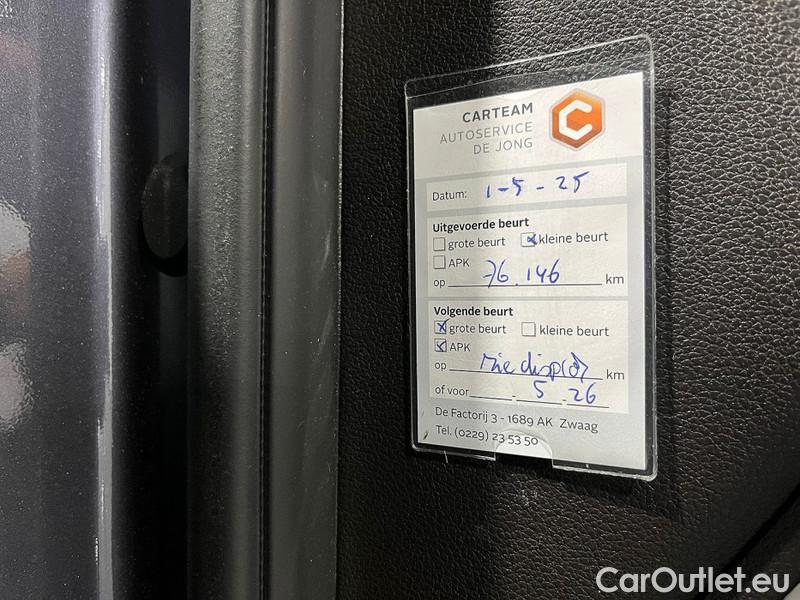 CARTEAM
AUTOSERVICE
DE JONG
Datum: 1-5-25
Uitgevoerde beurt
grote beurt kleine beurt
APK
op 76.146 km
Volgende beurt
grote beurt kleine beurt
APK
op zie display km
of voor - 5 - 26
De Factorij 3 - 1689 AK Zwaag
Tel. (0229) 23 53 50
CarOutlet.eu